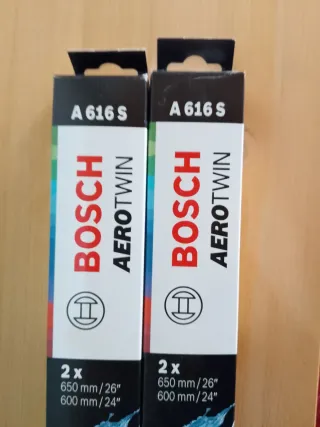 A 616 S
BOSCH
AEROTWIN
2 x
650 mm/26"
600 mm/24"
A 616 S
BOSCH
AEROTWIN
2 x
650 mm/26"
600 mm/24"